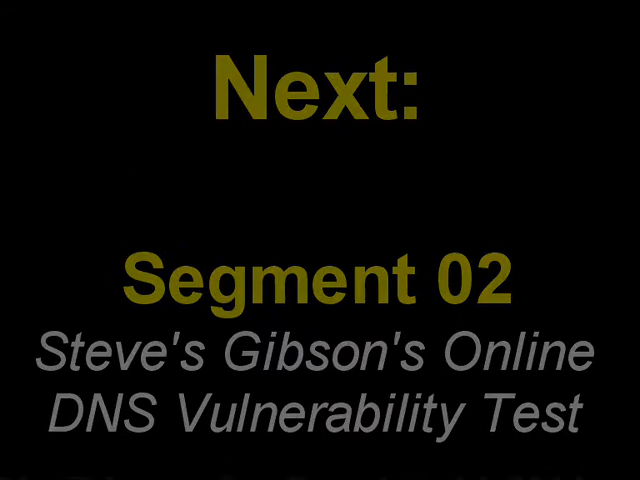 Next:
Segment 02
Steve's Gibson's Online
DNS Vulnerability Test